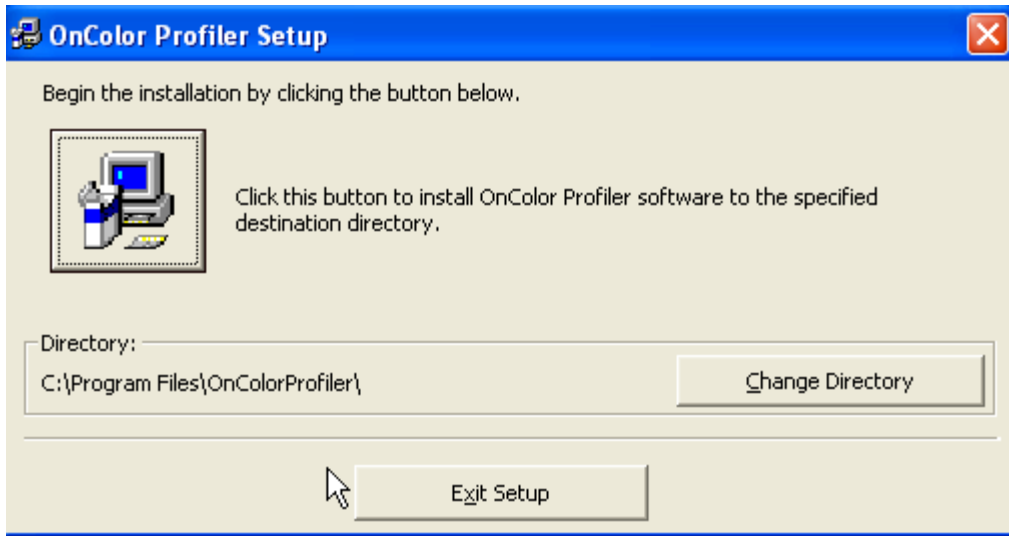 OnColor Profiler Setup
Begin the installation by clicking the button below.
Click this button to install OnColor Profiler software to the specified
destination directory.
Directory:
C:\Program Files\OnColorProfiler\
Change Directory
Exit Setup